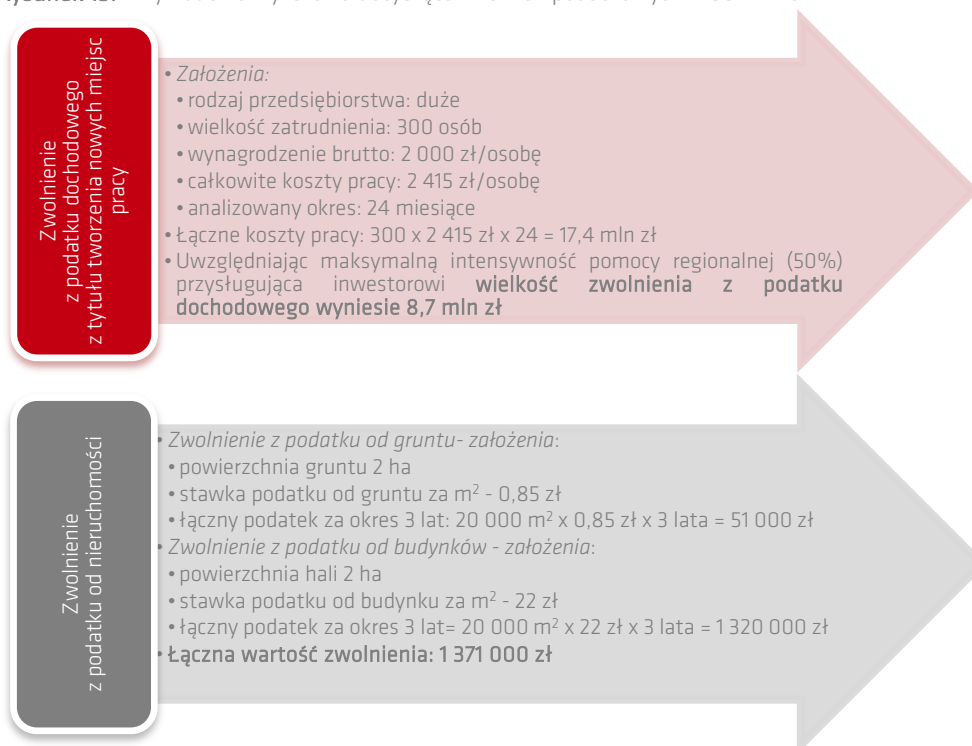 Zwolnienie
z podatku dochodowego
z tytułu tworzenia nowych miejsc
pracy
• Założenia:
• rodzaj przedsiębiorstwa: duże
• wielkość zatrudnienia: 300 osób
• wynagrodzenie brutto: 2 000 zł/osobę
• całkowite koszty pracy: 2 415 zł/osobę
• analizowany okres: 24 miesiące
• Łączne koszty pracy: 300 x 2 415 zł x 24 = 17,4 mln zł
• Uwzględniając maksymalną intensywność pomocy regionalnej (50%)
przysługująca inwestorowi wielkość zwolnienia z podatku
dochodowego wyniesie 8,7 mln zł
Zwolnienie
z podatku od nieruchomości
• Zwolnienie z podatku od gruntu- założenia:
• powierzchnia gruntu 2 ha
• stawka podatku od gruntu za m² - 0,85 zł
• łączny podatek za okres 3 lat: 20 000 m² x 0,85 zł x 3 lata = 51 000 zł
• Zwolnienie z podatku od budynków - założenia:
• powierzchnia hali 2 ha
• stawka podatku od budynku za m² - 22 zł
• łączny podatek za okres 3 lat= 20 000 m² x 22 zł x 3 lata = 1 320 000 zł
• Łączna wartość zwolnienia: 1 371 000 zł